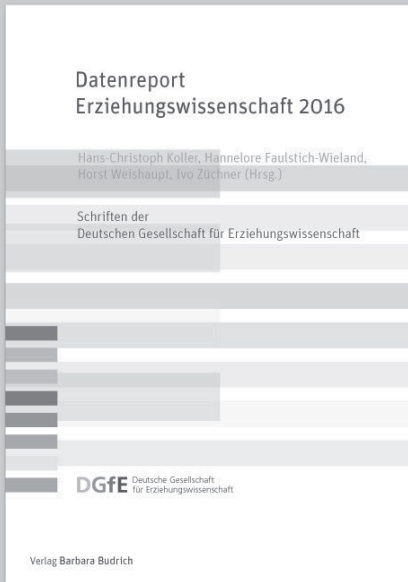 Datenreport
Erziehungswissenschaft 2016
Hans-Christoph Koller, Hannelore Faulstich-Wieland,
Horst Weishaupt, Ivo Züchner (Hrsg.)
Schriften der
Deutschen Gesellschaft für Erziehungswissenschaft
DGfE Deutsche Gesellschaft
für Erziehungswissenschaft
Verlag Barbara Budrich